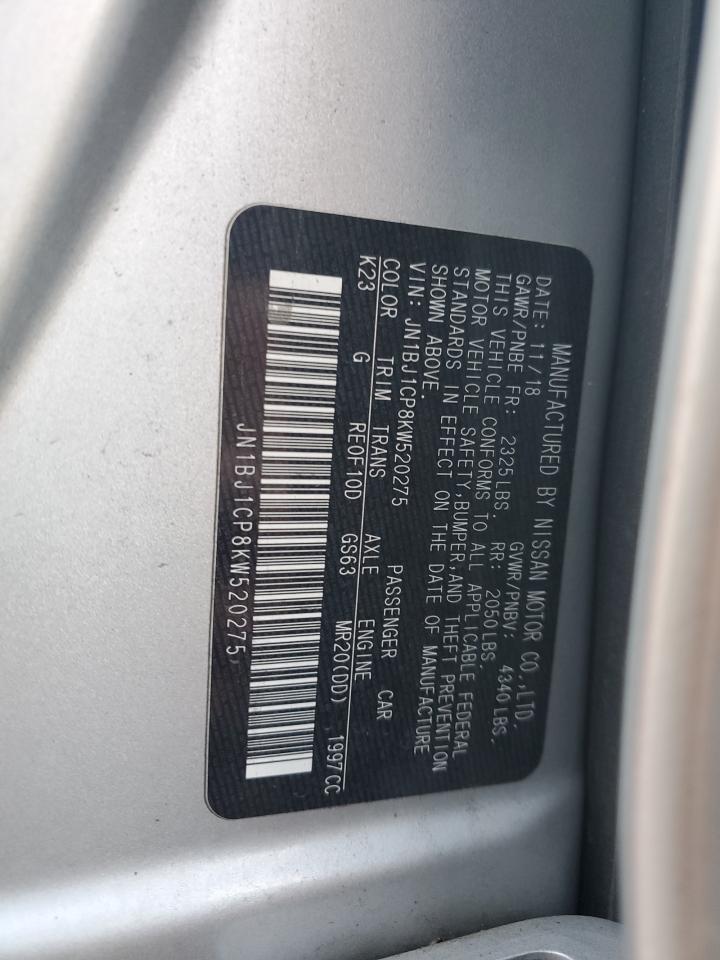 MANUFACTURED BY NISSAN MOTOR CO.,LTD.
DATE: 11/18 GVWR/PNBV: 4340LBS.
GAWR/PNBE FR: 2325LBS. RR: 2050LBS.
THIS VEHICLE CONFORMS TO ALL APPLICABLE FEDERAL
MOTOR VEHICLE SAFETY,BUMPER,AND THEFT PREVENTION
STANDARDS IN EFFECT ON THE DATE OF MANUFACTURE
SHOWN ABOVE.
VIN: JN1BJ1CP8KW520275 PASSENGER CAR
COLOR TRIM TRANS AXLE ENGINE
K23 G RE0F10D GS63 MR20(DD) 1997CC
JN1BJ1CP8KW520275